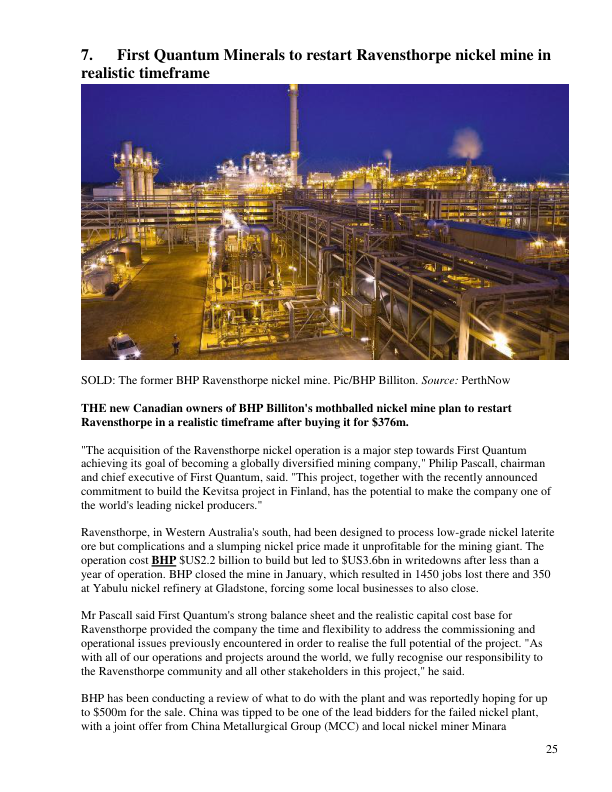 7. First Quantum Minerals to restart Ravensthorpe nickel mine in
realistic timeframe
SOLD: The former BHP Ravensthorpe nickel mine. Pic/BHP Billiton. Source: PerthNow
THE new Canadian owners of BHP Billiton's mothballed nickel mine plan to restart
Ravensthorpe in a realistic timeframe after buying it for $376m.
"The acquisition of the Ravensthorpe nickel operation is a major step towards First Quantum
achieving its goal of becoming a globally diversified mining company," Philip Pascall, chairman
and chief executive of First Quantum, said. "This project, together with the recently announced
commitment to build the Kevitsa project in Finland, has the potential to make the company one of
the world's leading nickel producers."
Ravensthorpe, in Western Australia's south, had been designed to process low-grade nickel laterite
ore but complications and a slumping nickel price made it unprofitable for the mining giant. The
operation cost BHP $US2.2 billion to build but led to $US3.6bn in writedowns after less than a
year of operation. BHP closed the mine in January, which resulted in 1450 jobs lost there and 350
at Yabulu nickel refinery at Gladstone, forcing some local businesses to also close.
Mr Pascall said First Quantum's strong balance sheet and the realistic capital cost base for
Ravensthorpe provided the company the time and flexibility to address the commissioning and
operational issues previously encountered in order to realise the full potential of the project. "As
with all of our operations and projects around the world, we fully recognise our responsibility to
the Ravensthorpe community and all other stakeholders in this project," he said.
BHP has been conducting a review of what to do with the plant and was reportedly hoping for up
to $500m for the sale. China was tipped to be one of the lead bidders for the failed nickel plant,
with a joint offer from China Metallurgical Group (MCC) and local nickel miner Minara
25